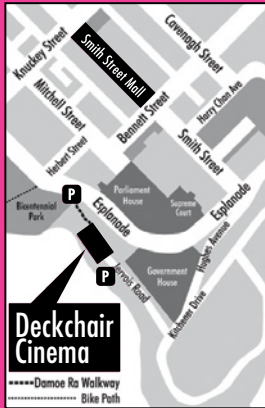 Cavenagh Street
Knuckey Street
Smith Street Mall
Harry Chan Ave
Mitchell Street
Bennett Street
Smith
Street
Herbert Street
Parliament
House
Supreme
Court
Esplanade
Esplanade
P
Bicentennial
Park
Hughes Avenue
P
Jervois Road
Government
House
Kitchener Drive
Deckchair
Cinema
Damoe Ra Walkway
Bike Path